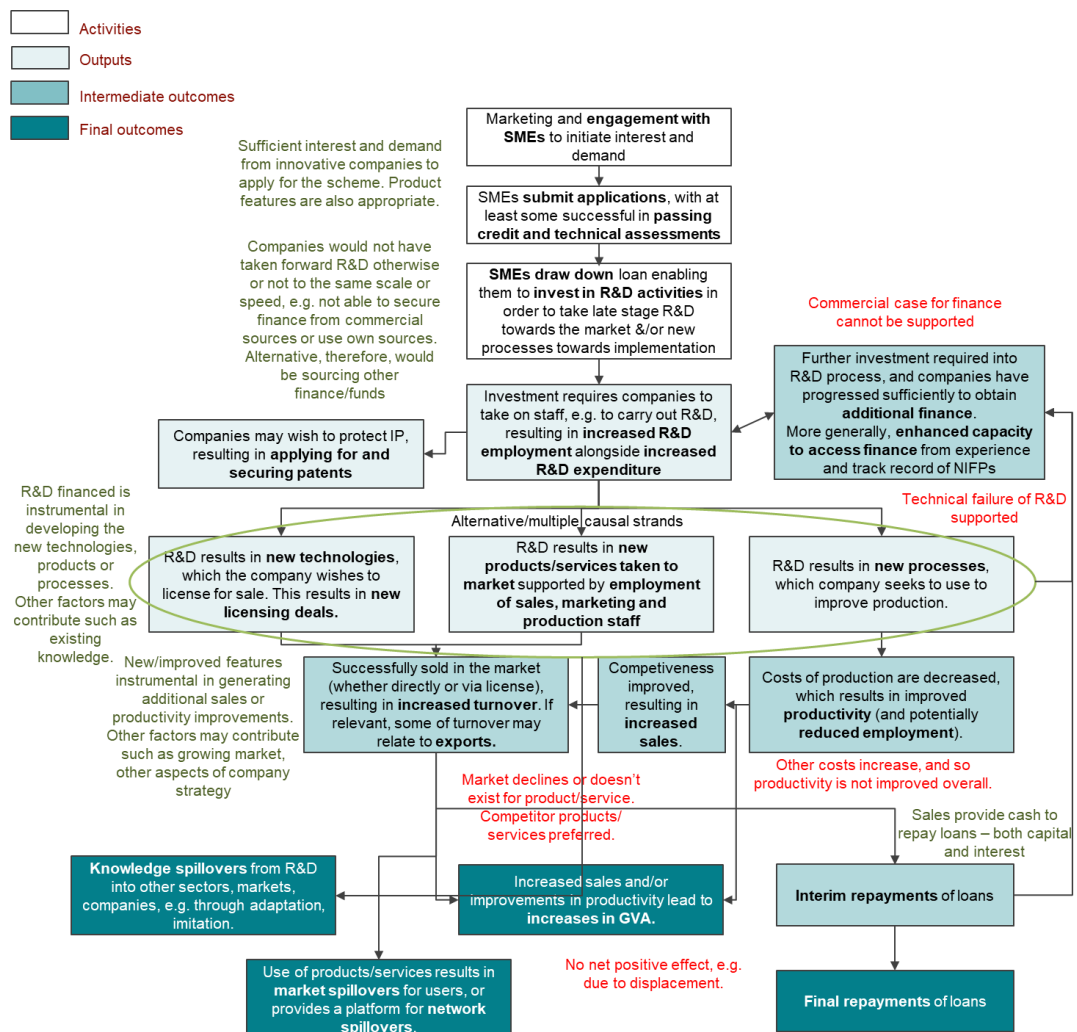 Activities
Outputs
Intermediate outcomes
Final outcomes
Marketing and engagement with
SMEs to initiate interest and
demand
Sufficient interest and demand
from innovative companies to
apply for the scheme. Product
features are also appropriate.
SMEs submit applications, with at
least some successful in passing
credit and technical assessments
Companies would not have
taken forward R&D otherwise
or not to the same scale or
speed, e.g. not able to secure
finance from commercial
sources or use own sources.
Alternative, therefore, would
be sourcing other
finance/funds
SMEs draw down loan enabling
them to invest in R&D activities in
order to take late stage R&D
towards the market &/or new
processes towards implementation
Commercial case for finance
cannot be supported
Further investment required into
R&D process, and companies have
progressed sufficiently to obtain
additional finance.
More generally, enhanced capacity
to access finance from experience
and track record of NIFPs
Investment requires companies to
take on staff, e.g. to carry out R&D,
resulting in increased R&D
employment alongside increased
R&D expenditure
Companies may wish to protect IP,
resulting in applying for and
securing patents
R&D financed is
instrumental in
developing the
new technologies,
products or
processes.
Other factors may
contribute such as
existing
knowledge.
Technical failure of R&D
supported
Alternative/multiple causal strands
R&D results in new technologies,
which the company wishes to
license for sale. This results in new
licensing deals.
R&D results in new
products/services taken to
market supported by employment
of sales, marketing and
production staff
R&D results in new processes,
which company seeks to use to
improve production.
New/improved features
instrumental in generating
additional sales or
productivity improvements.
Other factors may contribute
such as growing market,
other aspects of company
strategy
Successfully sold in the market
(whether directly or via license),
resulting in increased turnover. If
relevant, some of turnover may
relate to exports.
Competiveness
improved,
resulting in
increased
sales.
Costs of production are decreased,
which results in improved
productivity (and potentially
reduced employment).
Market declines or doesn't
exist for product/service.
Competitor products/
services preferred.
Other costs increase, and so
productivity is not improved overall.
Sales provide cash to
repay loans – both capital
and interest
Knowledge spillovers from R&D
into other sectors, markets,
companies, e.g. through adaptation,
imitation.
Increased sales and/or
improvements in productivity lead to
increases in GVA.
Interim repayments of loans
Use of products/services results in
market spillovers for users, or
provides a platform for network
spillovers.
No net positive effect, e.g.
due to displacement.
Final repayments of loans